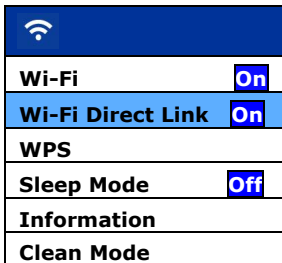 Wi-Fi On
Wi-Fi Direct Link On
WPS
Sleep Mode Off
Information
Clean Mode